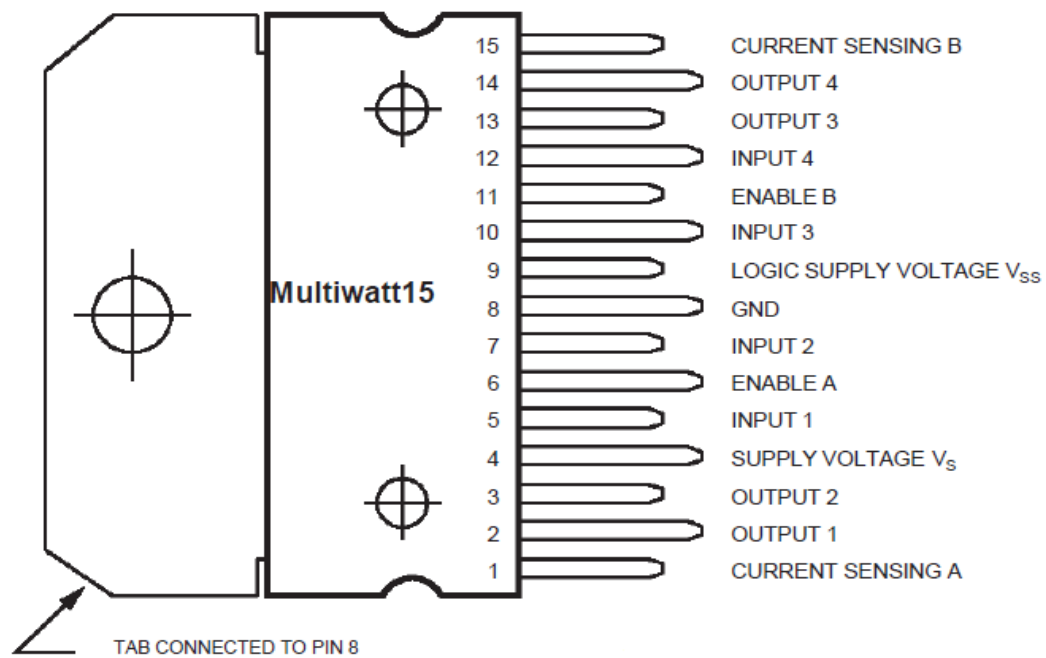 15 CURRENT SENSING B
14 OUTPUT 4
13 OUTPUT 3
12 INPUT 4
11 ENABLE B
10 INPUT 3
9 LOGIC SUPPLY VOLTAGE VSS
Multiwatt15
8 GND
7 INPUT 2
6 ENABLE A
5 INPUT 1
4 SUPPLY VOLTAGE VS
3 OUTPUT 2
2 OUTPUT 1
1 CURRENT SENSING A
TAB CONNECTED TO PIN 8